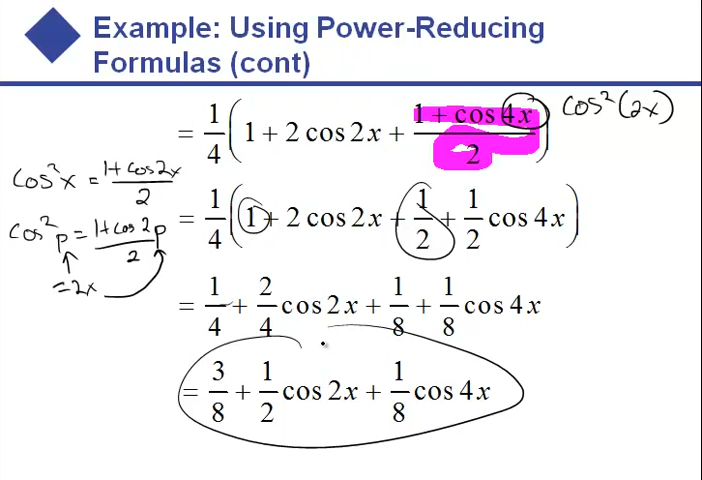 Example: Using Power-Reducing
Formulas (cont)
= 1/4 ( 1 + 2 cos 2x + (1 + cos 4x)/2 ) cos²(2x)
cos²x = (1 + cos 2x)/2
= 1/4 ( 1 + 2 cos 2x + 1/2 + 1/2 cos 4x )
cos²p = (1 + cos 2p)/2
= 2x
= 1/4 + 2/4 cos 2x + 1/8 + 1/8 cos 4x
= 3/8 + 1/2 cos 2x + 1/8 cos 4x